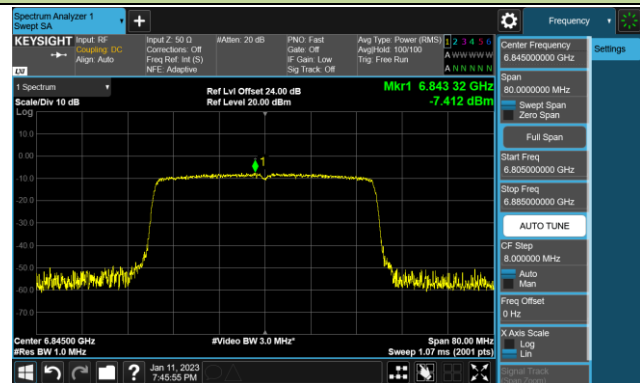 Spectrum Analyzer 1
Swept SA
Frequency
KEYSIGHT
Input: RF
Coupling: DC
Align: Auto
Input Z: 50 Ω
Corrections: Off
Freq Ref: Int (S)
NFE: Adaptive
#Atten: 20 dB
PNO: Fast
Gate: Off
IF Gain: Low
Sig Track: Off
Avg Type: Power (RMS)
Avg|Hold: 100/100
Trig: Free Run
1 2 3 4 5 6
A W W W W W
A N N N N N
LXI
1 Spectrum
Scale/Div 10 dB
Log
Ref Lvl Offset 24.00 dB
Ref Level 20.00 dBm
Mkr1 6.843 32 GHz
-7.412 dBm
10.0
0.00
-10.0
-20.0
-30.0
-40.0
-50.0
-60.0
-70.0
1
Center 6.84500 GHz
#Res BW 1.0 MHz
#Video BW 3.0 MHz*
Span 80.00 MHz
Sweep 1.07 ms (2001 pts)
Jan 11, 2023
7:45:55 PM
Center Frequency
6.845000000 GHz
Settings
Span
80.0000000 MHz
Swept Span
Zero Span
Full Span
Start Freq
6.805000000 GHz
Stop Freq
6.885000000 GHz
AUTO TUNE
CF Step
8.000000 MHz
Auto
Man
Freq Offset
0 Hz
X Axis Scale
Log
Lin
Signal Track
(Span Zoom)